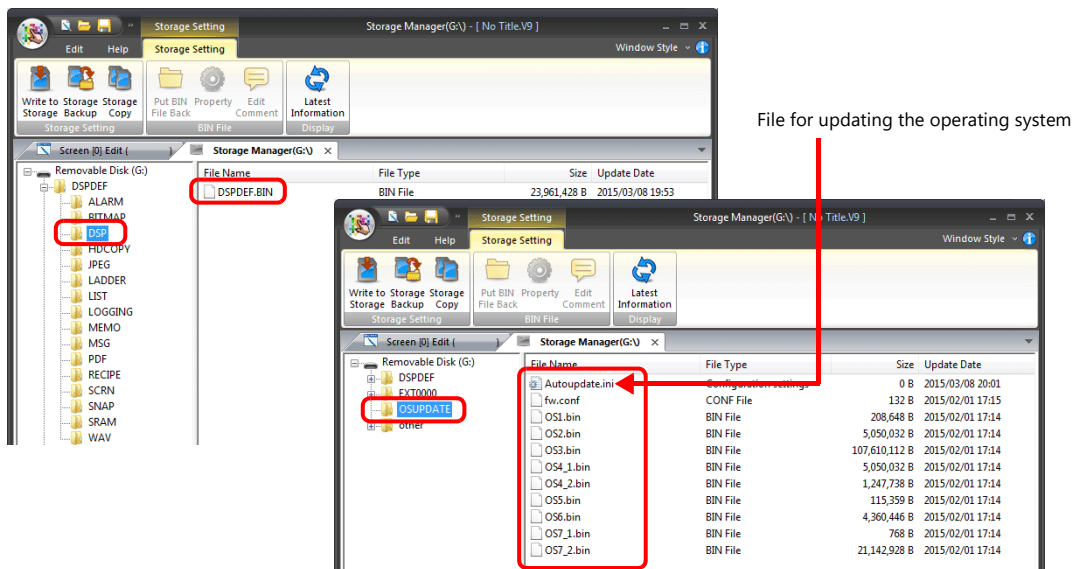 Storage Setting
Storage Manager(G:\) - [ No Title.V9 ]
Edit Help Storage Setting Window Style
Write to Storage Storage Put BIN Property Edit Latest
Storage Backup Copy File Back Comment Information
Storage Setting BIN File Display
Screen [0] Edit ( ) Storage Manager(G:\)
Removable Disk (G:)
DSPDEF
ALARM
BITMAP
DSP
HDCOPY
JPEG
LADDER
LIST
LOGGING
MEMO
MSG
PDF
RECIPE
SCRN
SNAP
SRAM
WAV
File Name File Type Size Update Date
DSPDEF.BIN BIN File 23,961,428 B 2015/03/08 19:53
File for updating the operating system
Storage Setting
Storage Manager(G:\) - [ No Title.V9 ]
Edit Help Storage Setting Window Style
Write to Storage Storage Put BIN Property Edit Latest
Storage Backup Copy File Back Comment Information
Storage Setting BIN File Display
Screen [0] Edit ( ) Storage Manager(G:\)
Removable Disk (G:)
DSPDEF
EXT0000
OSUPDATE
other
File Name File Type Size Update Date
Autoupdate.ini Configuration settings 0 B 2015/03/08 20:01
fw.conf CONF File 132 B 2015/02/01 17:15
OS1.bin BIN File 208,648 B 2015/02/01 17:14
OS2.bin BIN File 5,050,032 B 2015/02/01 17:14
OS3.bin BIN File 107,610,112 B 2015/02/01 17:14
OS4_1.bin BIN File 5,050,032 B 2015/02/01 17:14
OS4_2.bin BIN File 1,247,738 B 2015/02/01 17:14
OS5.bin BIN File 115,359 B 2015/02/01 17:14
OS6.bin BIN File 4,360,446 B 2015/02/01 17:14
OS7_1.bin BIN File 768 B 2015/02/01 17:14
OS7_2.bin BIN File 21,142,928 B 2015/02/01 17:14